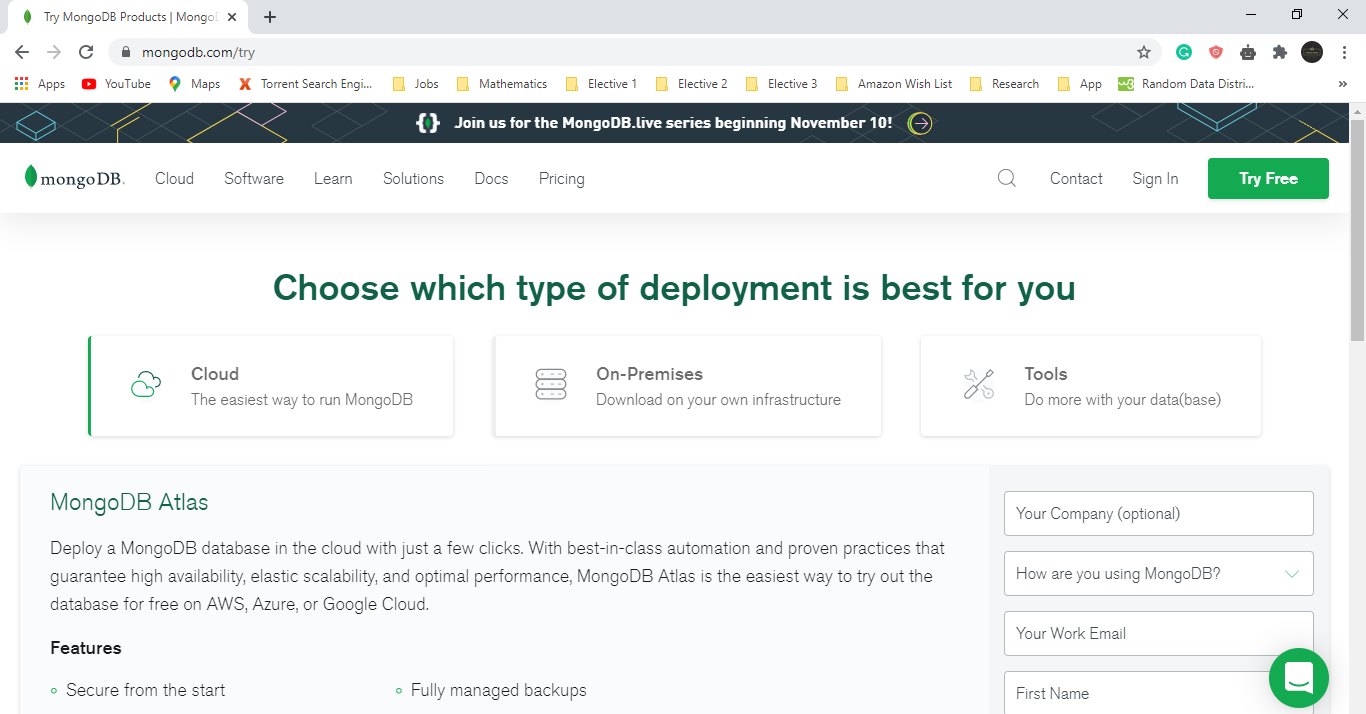 Try MongoDB Products | Mongo
mongodb.com/try
Apps YouTube Maps Torrent Search Engi... Jobs Mathematics Elective 1 Elective 2 Elective 3 Amazon Wish List Research App Random Data Distri... »
Join us for the MongoDB.live series beginning November 10!
mongoDB. Cloud Software Learn Solutions Docs Pricing Contact Sign In Try Free
Choose which type of deployment is best for you
Cloud
The easiest way to run MongoDB
On-Premises
Download on your own infrastructure
Tools
Do more with your data(base)
MongoDB Atlas
Deploy a MongoDB database in the cloud with just a few clicks. With best-in-class automation and proven practices that
guarantee high availability, elastic scalability, and optimal performance, MongoDB Atlas is the easiest way to try out the
database for free on AWS, Azure, or Google Cloud.
Features
Secure from the start
Fully managed backups
Your Company (optional)
How are you using MongoDB?
Your Work Email
First Name